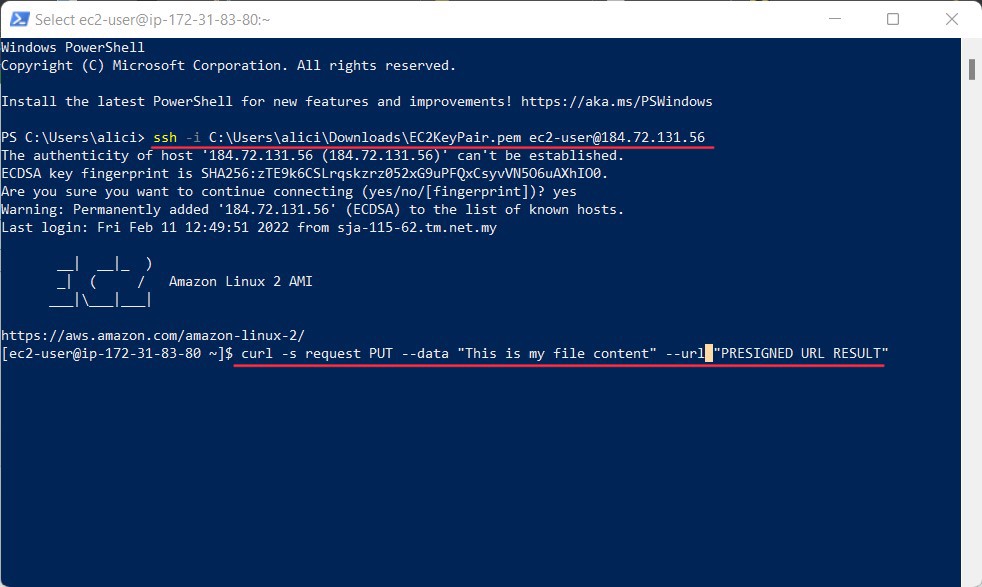 Select ec2-user@ip-172-31-83-80:~
Windows PowerShell
Copyright (C) Microsoft Corporation. All rights reserved.
Install the latest PowerShell for new features and improvements! https://aka.ms/PSWindows
PS C:\Users\alici> ssh -i C:\Users\alici\Downloads\EC2KeyPair.pem ec2-user@184.72.131.56
The authenticity of host '184.72.131.56 (184.72.131.56)' can't be established.
ECDSA key fingerprint is SHA256:zTE9k6CSLrqskzrz052xG9uPFQxCsyvVN5O6uAXhIO0.
Are you sure you want to continue connecting (yes/no/[fingerprint])? yes
Warning: Permanently added '184.72.131.56' (ECDSA) to the list of known hosts.
Last login: Fri Feb 11 12:49:51 2022 from sja-115-62.tm.net.my
       __|  __|_  )
       _|  (     /   Amazon Linux 2 AMI
      ___|\___|___|
https://aws.amazon.com/amazon-linux-2/
[ec2-user@ip-172-31-83-80 ~]$ curl -s request PUT --data "This is my file content" --url "PRESIGNED URL RESULT"